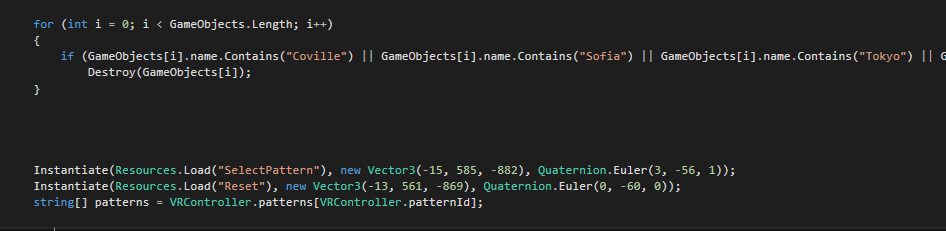 for (int i = 0; i < GameObjects.Length; i++)
{
if (GameObjects[i].name.Contains("Coville") || GameObjects[i].name.Contains("Sofia") || GameObjects[i].name.Contains("Tokyo") || G
Destroy(GameObjects[i]);
}
Instantiate(Resources.Load("SelectPattern"), new Vector3(-15, 585, -882), Quaternion.Euler(3, -56, 1));
Instantiate(Resources.Load("Reset"), new Vector3(-13, 561, -869), Quaternion.Euler(0, -60, 0));
string[] patterns = VRController.patterns[VRController.patternId];